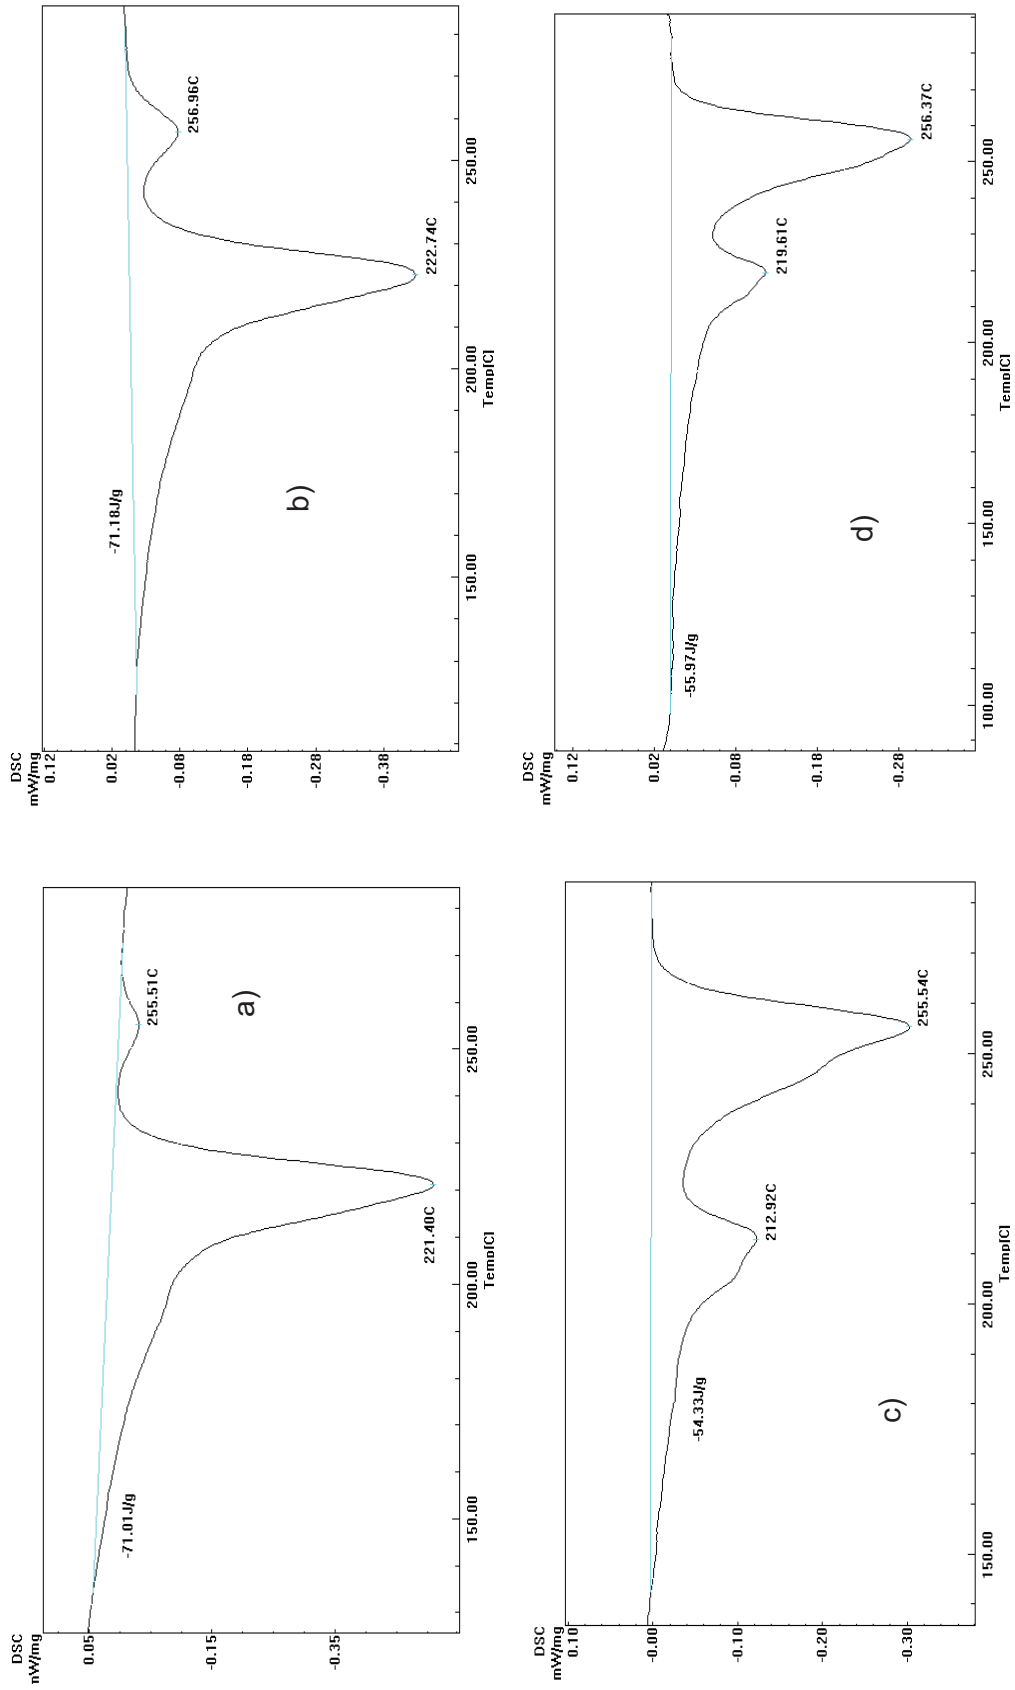 DSC
mW/mg
0.05
-0.15
-0.35
-71.01J/g
221.40C
255.51C
a)
150.00
200.00
250.00
Temp[C]
DSC
mW/mg
0.12
0.02
-0.08
-0.18
-0.28
-0.38
-71.18J/g
222.74C
256.96C
b)
150.00
200.00
250.00
Temp[C]
DSC
mW/mg
0.10
-0.00
-0.10
-0.20
-0.30
-54.33J/g
212.92C
255.54C
c)
150.00
200.00
250.00
Temp[C]
DSC
mW/mg
0.12
0.02
-0.08
-0.18
-0.28
-55.97J/g
219.61C
256.37C
d)
100.00
150.00
200.00
250.00
Temp[C]